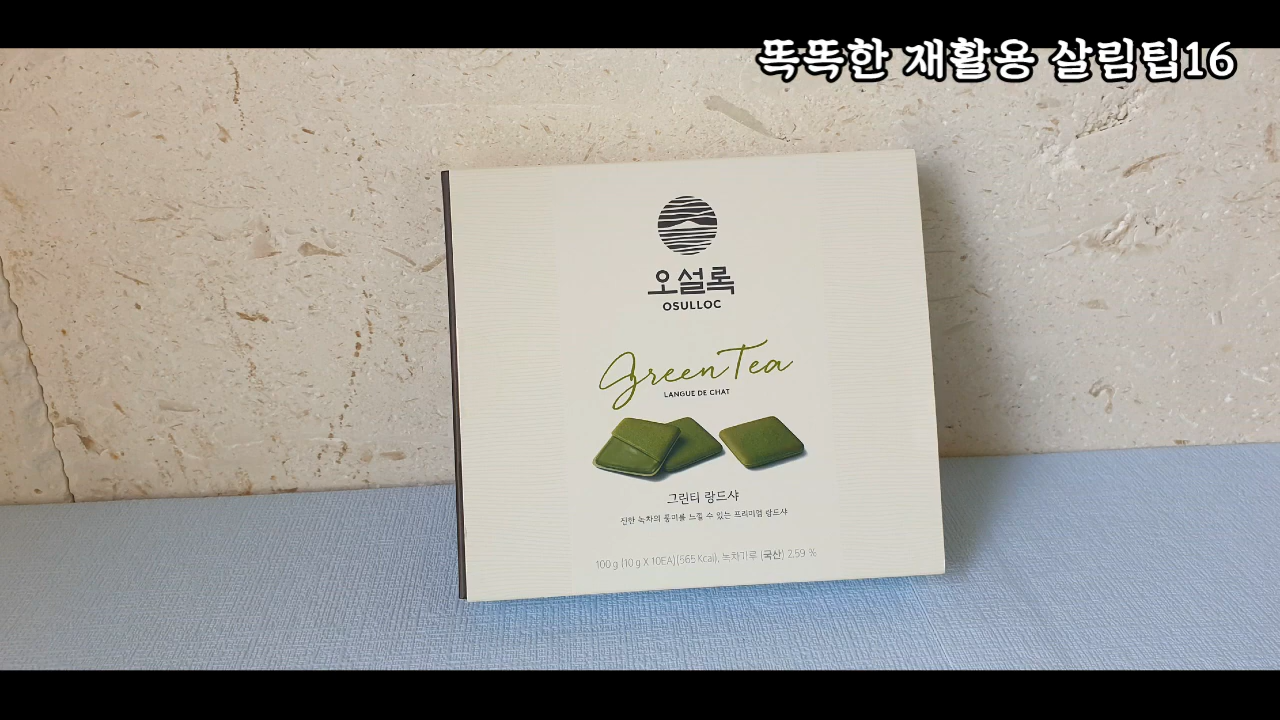 똑똑한 재활용 살림팁16
오설록
OSULLOC
Green Tea
LANGUE DE CHAT
그린티 랑드샤
진한 녹차의 풍미를 느낄 수 있는 프리미엄 랑드샤
100 g (10 g X 10EA)(565 Kcal), 녹차가루 (국산) 2.59 %